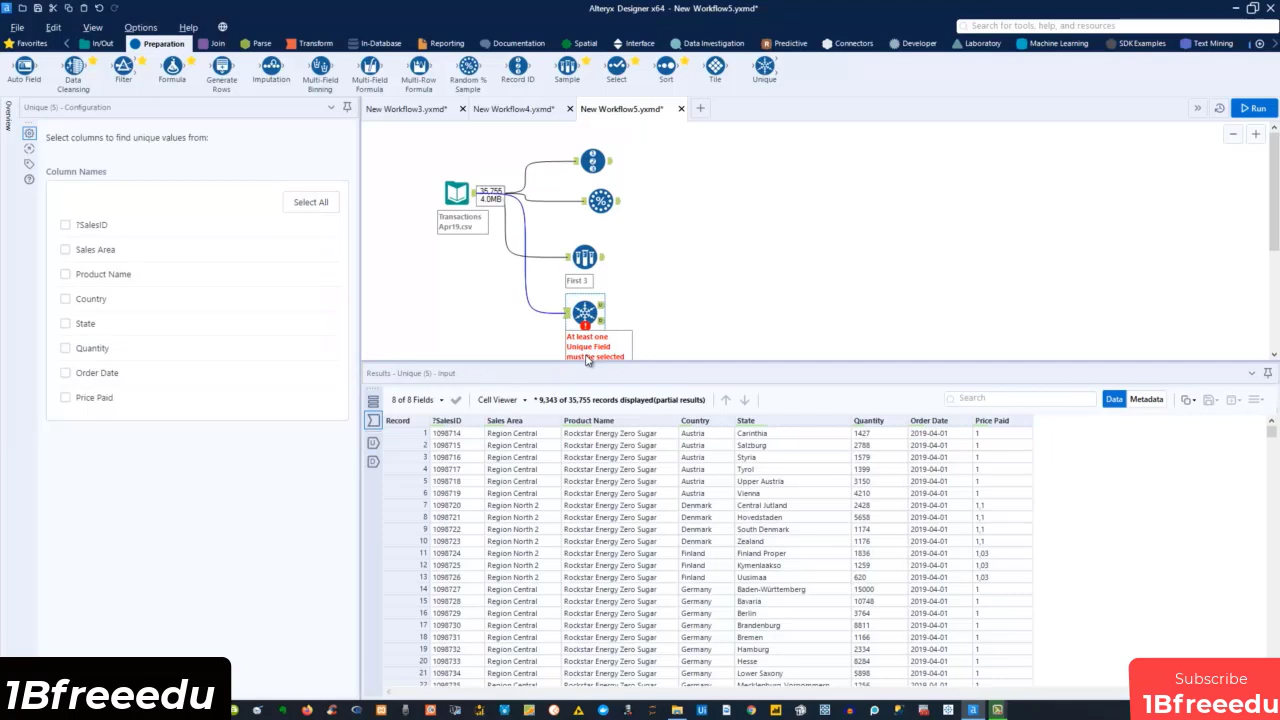 Alteryx Designer x64 - New Workflow5.yxmd*
File Edit View Options Help
Search for tools, help, and resources
Favorites In/Out Preparation Join Parse Transform In-Database Reporting Documentation Spatial Interface Data Investigation Predictive Connectors Developer Laboratory Machine Learning SDKExamples Text Mining
Auto Field Data Cleansing Filter Formula Generate Rows Imputation Multi-Field Binning Multi-Field Formula Multi-Row Formula Random % Sample Record ID Sample Select Sort Tile Unique
Overview
Unique (5) - Configuration
New Workflow3.yxmd* New Workflow4.yxmd* New Workflow5.yxmd* Run
Select columns to find unique values from:
Column Names
Select All
?SalesID
Sales Area
Product Name
Country
State
Quantity
Order Date
Price Paid
35,755
4.0MB
Transactions
Apr19.csv
First 3
At least one
Unique Field
must be selected
Results - Unique (5) - Input
8 of 8 Fields Cell Viewer * 9,343 of 35,755 records displayed(partial results) Search Data Metadata
Record ?SalesID Sales Area Product Name Country State Quantity Order Date Price Paid
1 1098714 Region Central Rockstar Energy Zero Sugar Austria Carinthia 1427 2019-04-01 1
2 1098715 Region Central Rockstar Energy Zero Sugar Austria Salzburg 2788 2019-04-01 1
3 1098716 Region Central Rockstar Energy Zero Sugar Austria Styria 1579 2019-04-01 1
4 1098717 Region Central Rockstar Energy Zero Sugar Austria Tyrol 1399 2019-04-01 1
5 1098718 Region Central Rockstar Energy Zero Sugar Austria Upper Austria 3150 2019-04-01 1
6 1098719 Region Central Rockstar Energy Zero Sugar Austria Vienna 4210 2019-04-01 1
7 1098720 Region North 2 Rockstar Energy Zero Sugar Denmark Central Jutland 2428 2019-04-01 1,1
8 1098721 Region North 2 Rockstar Energy Zero Sugar Denmark Hovedstaden 5658 2019-04-01 1,1
9 1098722 Region North 2 Rockstar Energy Zero Sugar Denmark South Denmark 1174 2019-04-01 1,1
10 1098723 Region North 2 Rockstar Energy Zero Sugar Denmark Zealand 1176 2019-04-01 1,1
11 1098724 Region North 2 Rockstar Energy Zero Sugar Finland Finland Proper 1836 2019-04-01 1,03
12 1098725 Region North 2 Rockstar Energy Zero Sugar Finland Kymenlaakso 1259 2019-04-01 1,03
13 1098726 Region North 2 Rockstar Energy Zero Sugar Finland Uusimaa 620 2019-04-01 1,03
14 1098727 Region Central Rockstar Energy Zero Sugar Germany Baden-Württemberg 15000 2019-04-01 1
15 1098728 Region Central Rockstar Energy Zero Sugar Germany Bavaria 10748 2019-04-01 1
16 1098729 Region Central Rockstar Energy Zero Sugar Germany Berlin 3764 2019-04-01 1
17 1098730 Region Central Rockstar Energy Zero Sugar Germany Brandenburg 8811 2019-04-01 1
18 1098731 Region Central Rockstar Energy Zero Sugar Germany Bremen 1166 2019-04-01 1
19 1098732 Region Central Rockstar Energy Zero Sugar Germany Hamburg 2334 2019-04-01 1
20 1098733 Region Central Rockstar Energy Zero Sugar Germany Hesse 8284 2019-04-01 1
21 1098734 Region Central Rockstar Energy Zero Sugar Germany Lower Saxony 5898 2019-04-01 1
1Bfreeedu
Subscribe
1Bfreeedu